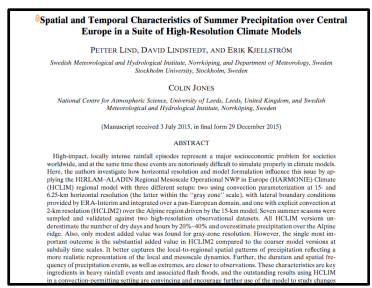 Spatial and Temporal Characteristics of Summer Precipitation over Central
Europe in a Suite of High-Resolution Climate Models
PETTER LIND, DAVID LINDSTEDT, AND ERIK KJELLSTRÖM
Swedish Meteorological and Hydrological Institute, Norrköping, and Department of Meteorology, Sweden
Stockholm University, Stockholm, Sweden
COLIN JONES
National Centre for Atmospheric Science, University of Leeds, Leeds, United Kingdom, and Swedish
Meteorological and Hydrological Institute, Norrköping, Sweden
(Manuscript received 3 July 2015, in final form 29 December 2015)
ABSTRACT
High-impact, locally intense rainfall episodes represent a major socioeconomic problem for societies
worldwide, and at the same time these events are notoriously difficult to simulate properly in climate models.
Here, the authors investigate how horizontal resolution and model formulation influence this issue by ap-
plying the HIRLAM–ALADIN Regional Mesoscale Operational NWP in Europe (HARMONIE) Climate
(HCLIM) regional model with three different setups: two using convection parameterization at 15- and
6.25-km horizontal resolution (the latter within the "gray zone" scale), with lateral boundary conditions
provided by ERA-Interim and integrated over a pan-European domain, and one with explicit convection at
2-km resolution (HCLIM2) over the Alpine region driven by the 15-km model. Seven summer seasons were
sampled and validated against two high-resolution observational datasets. All HCLIM versions un-
derestimate the number of dry days and hours by 20%–40% and overestimate precipitation over the Alpine
ridge. Also, only modest added value was found for gray-zone resolution. However, the single most im-
portant outcome is the substantial added value in HCLIM2 compared to the coarser model versions at
subdaily time scales. It better captures the local-to-regional spatial patterns of precipitation reflecting a
more realistic representation of the local and mesoscale dynamics. Further, the duration and spatial fre-
quency of precipitation events, as well as extremes, are closer to observations. These characteristics are key
ingredients in heavy rainfall events and associated flash floods, and the outstanding results using HCLIM
in a convection-permitting setting are convincing and encourage further use of the model to study changes